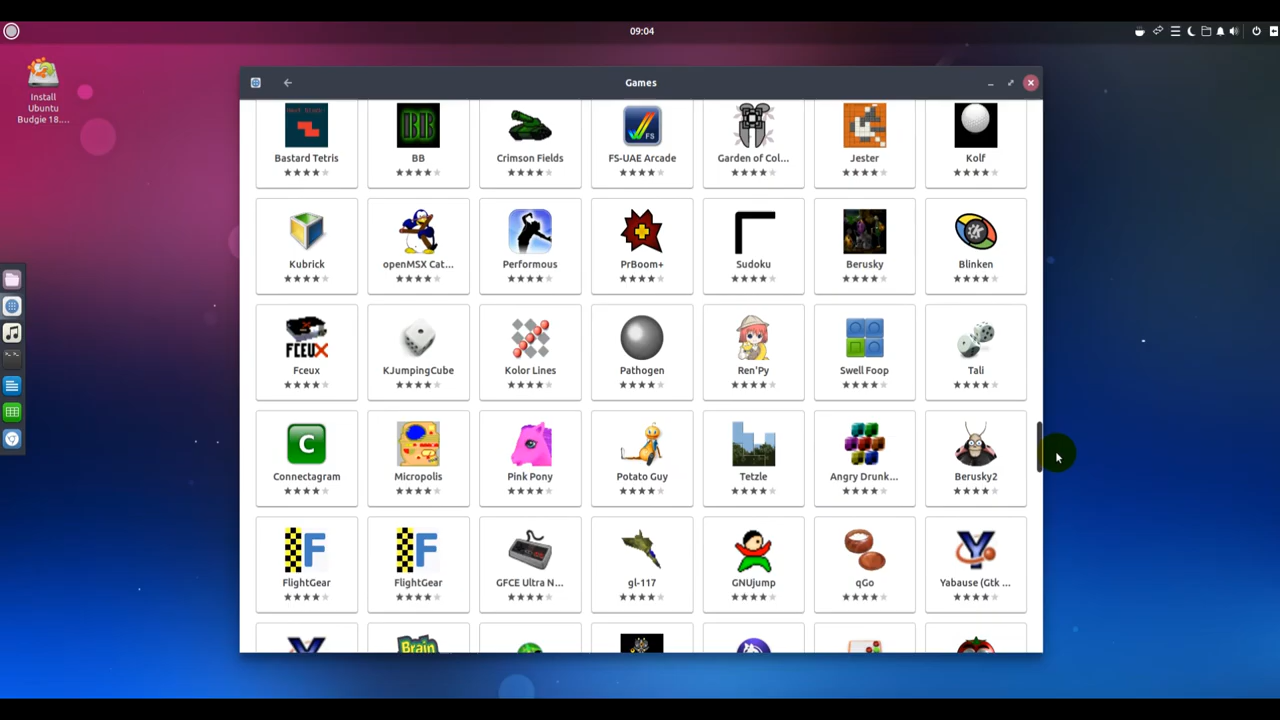 09:04
Install
Ubuntu
Budgie 18....
Games
Bastard Tetris
BB
Crimson Fields
FS-UAE Arcade
Garden of Col...
Jester
Kolf
Kubrick
openMSX Cat...
Performous
PrBoom+
Sudoku
Berusky
Blinken
FCEUX
Fceux
KJumpingCube
Kolor Lines
Pathogen
Ren'Py
Swell Foop
Tali
C
Connectagram
Micropolis
Pink Pony
Potato Guy
Tetzle
Angry Drunk...
Berusky2
F
FlightGear
F
FlightGear
GFCE Ultra N...
gl-117
GNUjump
qGo
Y
Yabause (Gtk ...
Brain